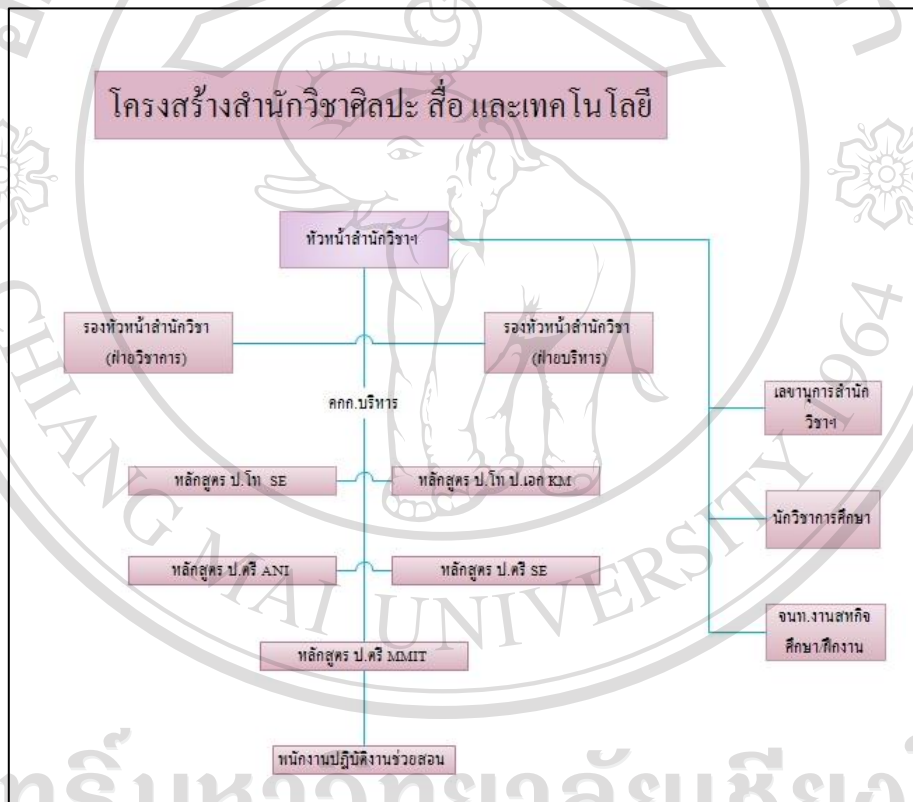 โครงสร้างสำนักวิชาศิลปะ สื่อ และเทคโนโลยี
หัวหน้าสำนักวิชาฯ
รองหัวหน้าสำนักวิชา
(ฝ่ายวิชาการ)
รองหัวหน้าสำนักวิชา
(ฝ่ายบริหาร)
คกก.บริหาร
เลขานุการสำนัก
วิชาฯ
หลักสูตร ป.โท SE
หลักสูตร ป.โท ป.เอก KM
นักวิชาการศึกษา
หลักสูตร ป.ตรี ANI
หลักสูตร ป.ตรี SE
จนท.งานสหกิจ
ศึกษา/ฝึกงาน
หลักสูตร ป.ตรี MMIT
พนักงานปฏิบัติงานช่วยสอน
CHIANG MAI UNIVERSITY 1964